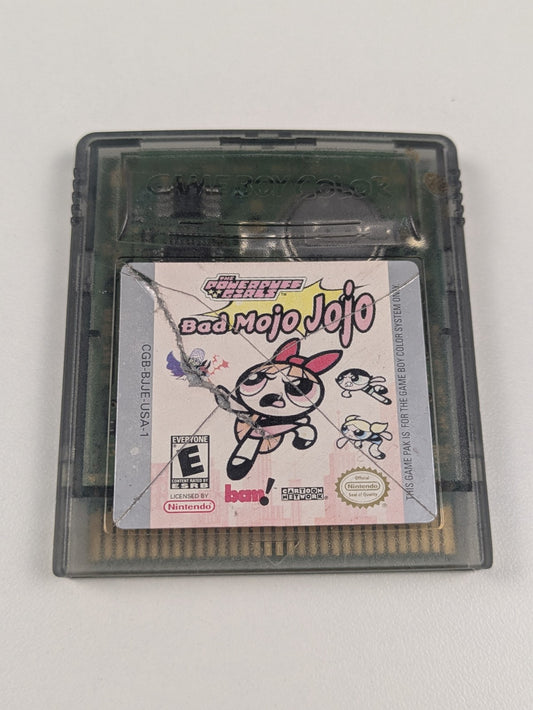 GAME BOY COLOR
THE
POWERPUFF
GIRLS™
Bad Mojo Jojo
CGB-BJJE-USA-1
THIS GAME PAK IS FOR THE GAME BOY COLOR SYSTEM ONLY
EVERYONE
E
CONTENT RATED BY
ESRB
LICENSED BY
Nintendo
bam!
CARTOON
NETWORK
Official
Nintendo
Seal of Quality